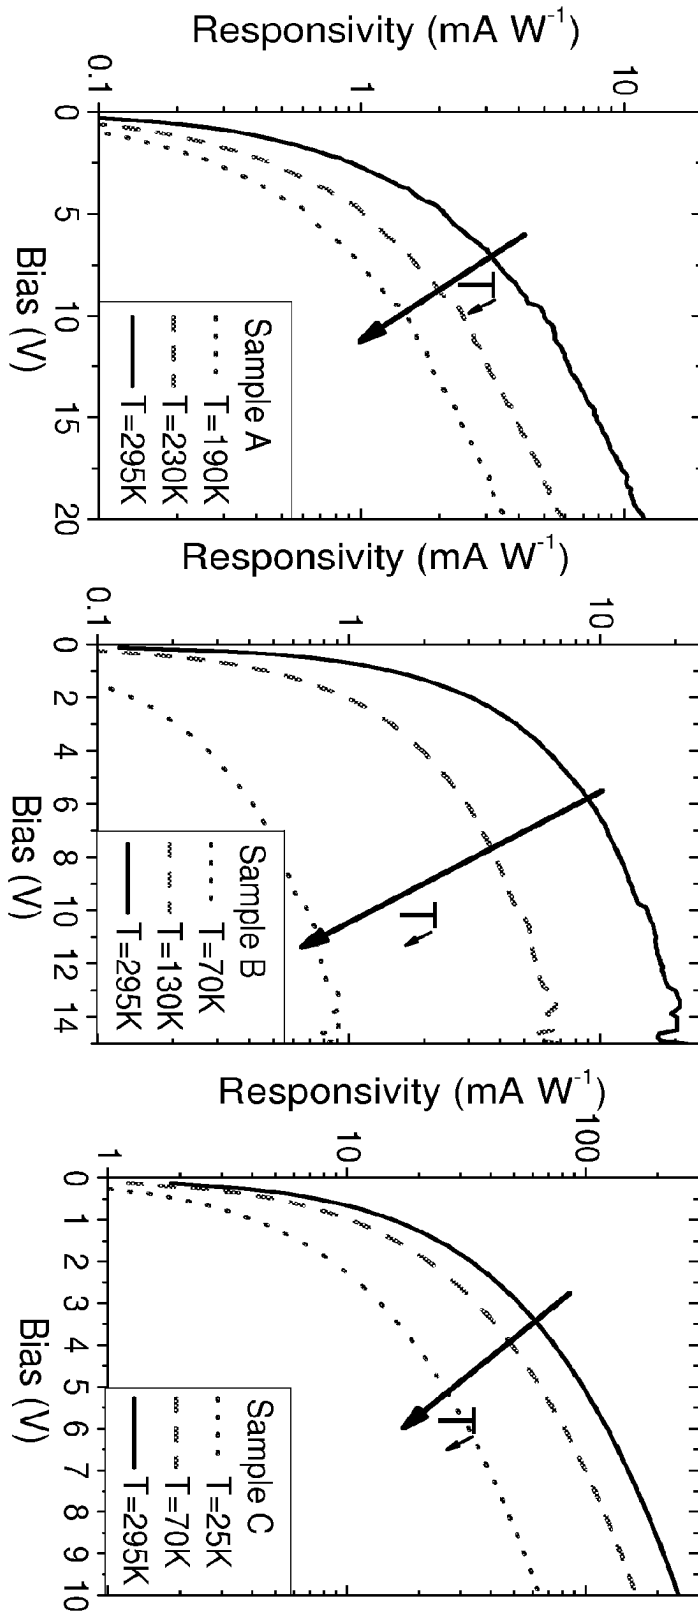 Responsivity (mA W⁻¹)
0.1
1
10
0
5
10
15
20
Bias (V)
T
Sample A
T=190K
T=230K
T=295K
Responsivity (mA W⁻¹)
0.1
1
10
0
2
4
6
8
10
12
14
Bias (V)
T
Sample B
T=70K
T=130K
T=295K
Responsivity (mA W⁻¹)
1
10
100
0
1
2
3
4
5
6
7
8
9
10
Bias (V)
T
Sample C
T=25K
T=70K
T=295K